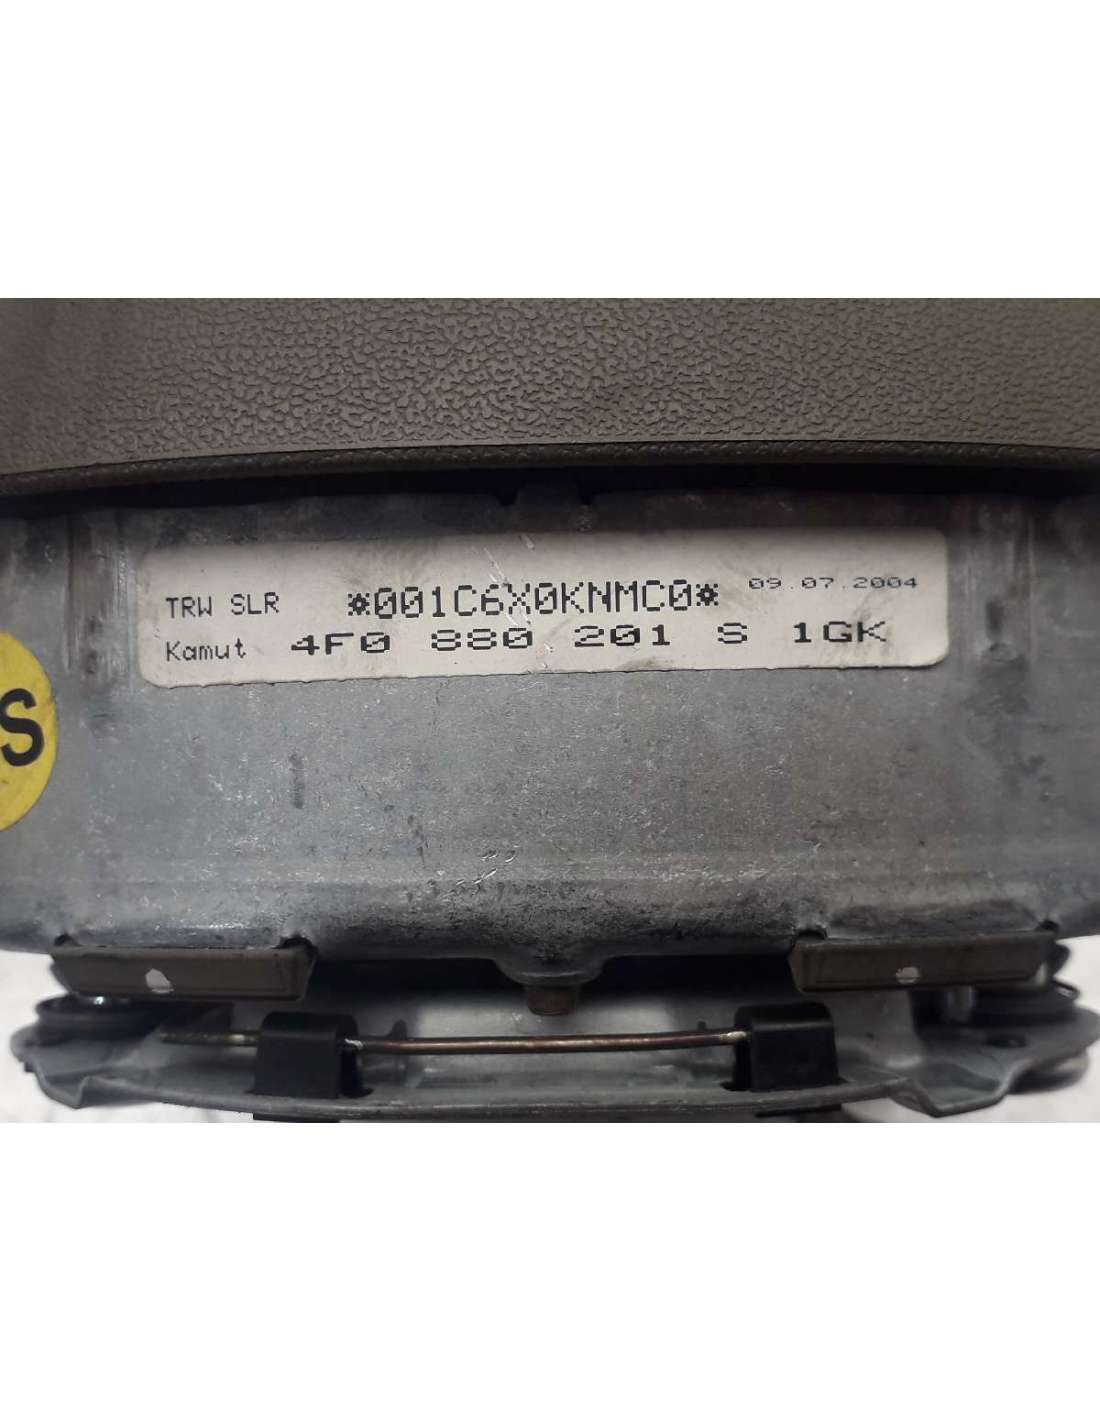 TRW SLR *001C6X0KNMC0* 09.07.2004
Kamut 4F0 880 201 S 1GK
S